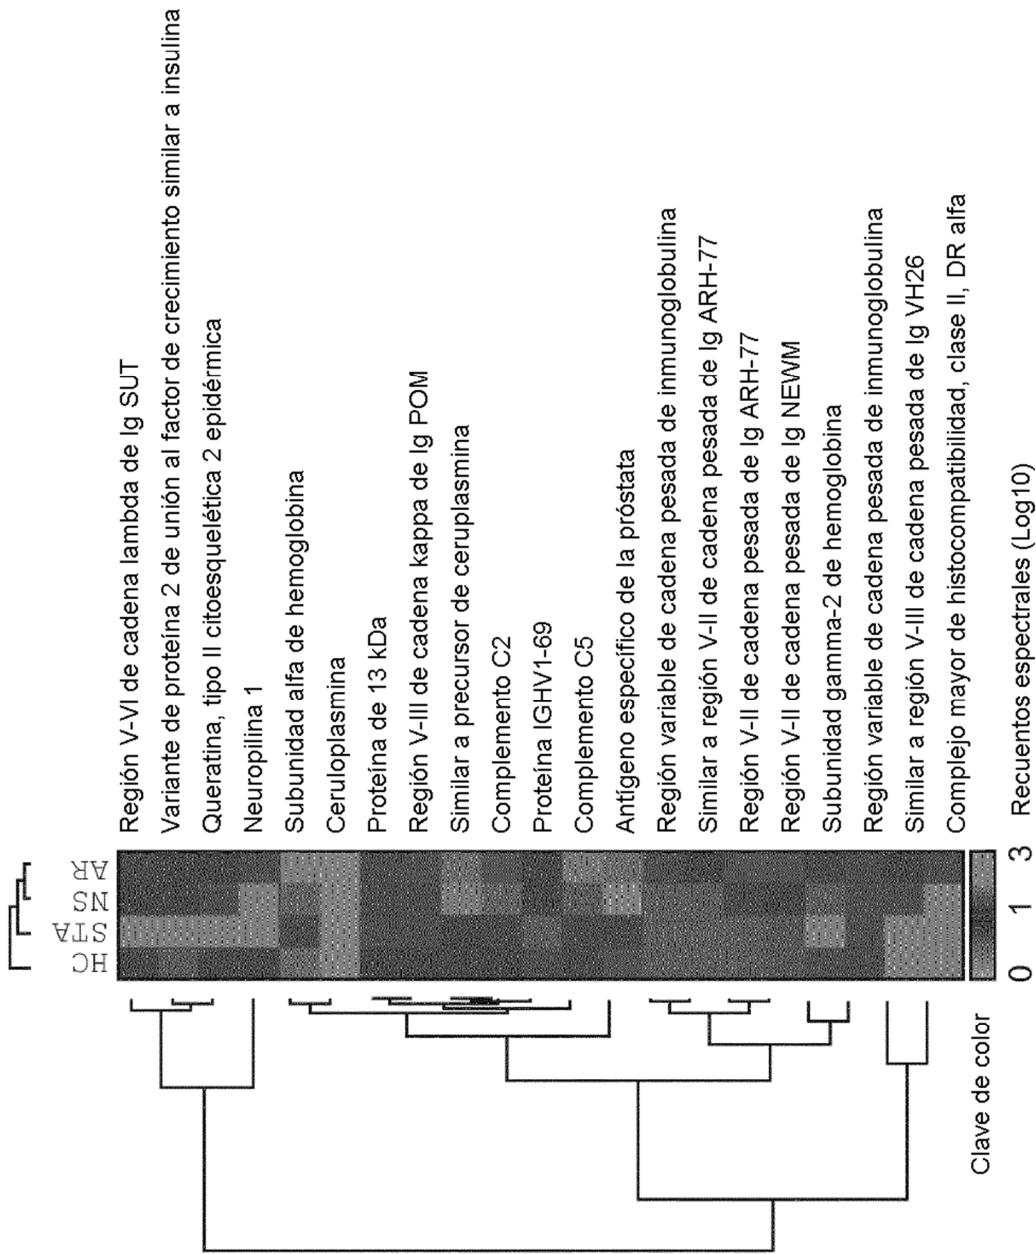 HC
STA
NS
AR
Región V-VI de cadena lambda de Ig SUT
Variante de proteína 2 de unión al factor de crecimiento similar a insulina
Queratina, tipo II citoesquelética 2 epidérmica
Neuropilina 1
Subunidad alfa de hemoglobina
Ceruloplasmina
Proteína de 13 kDa
Región V-III de cadena kappa de Ig POM
Similar a precursor de ceruplasmina
Complemento C2
Proteína IGHV1-69
Complemento C5
Antígeno específico de la próstata
Región variable de cadena pesada de inmunoglobulina
Similar a región V-II de cadena pesada de Ig ARH-77
Región V-II de cadena pesada de Ig ARH-77
Región V-II de cadena pesada de Ig NEWM
Subunidad gamma-2 de hemoglobina
Región variable de cadena pesada de inmunoglobulina
Similar a región V-III de cadena pesada de Ig VH26
Complejo mayor de histocompatibilidad, clase II, DR alfa
Clave de color
0 1 3
Recuentos espectrales (Log10)